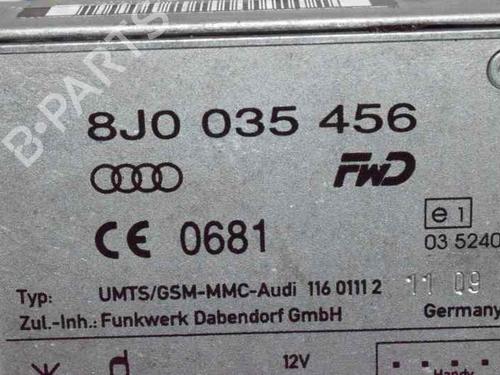 8J0 035 456
FWD
CE 0681
e1
03 5240
Typ: UMTS/GSM-MMC-Audi 116 0111 2 11 09
Zul.-Inh.: Funkwerk Dabendorf GmbH Germany
12V
Handy
B-PARTS